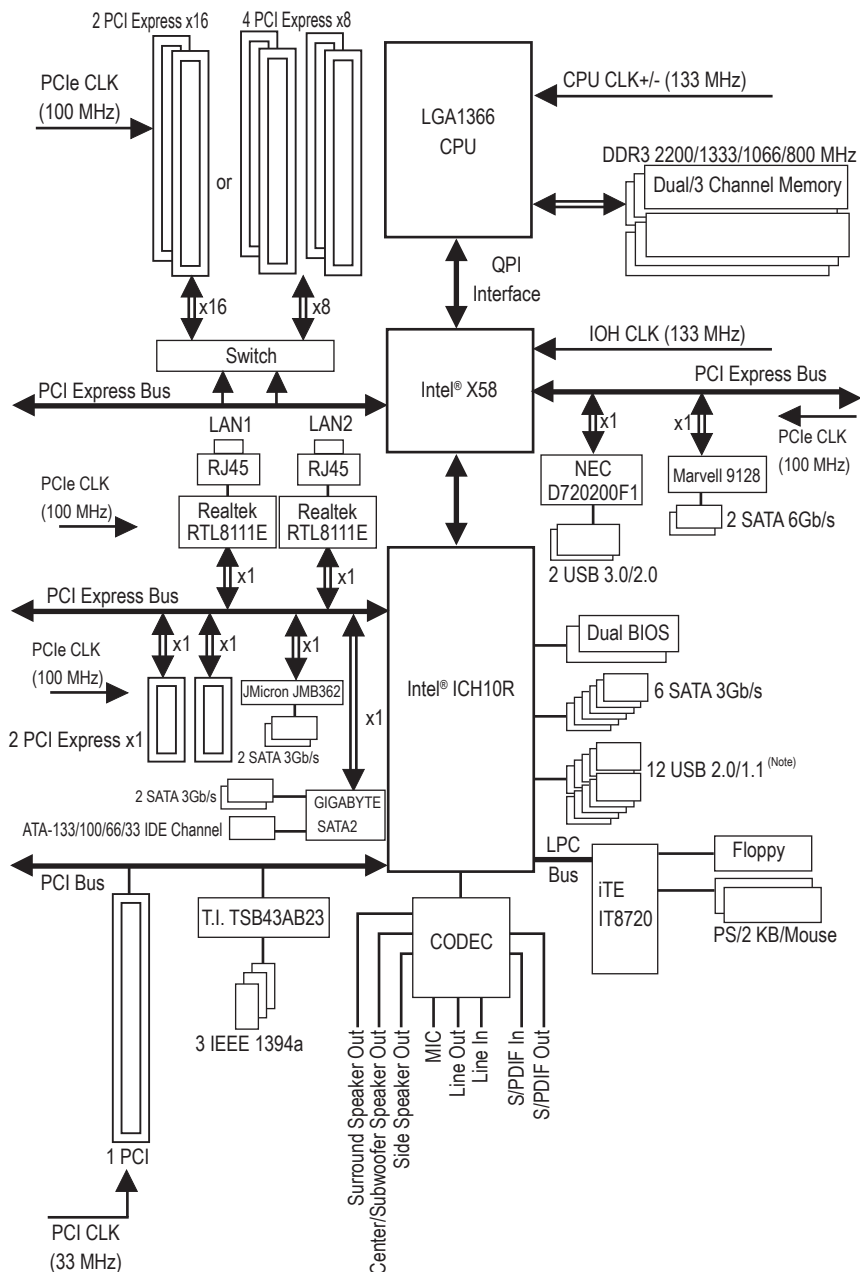 2 PCI Express x16
4 PCI Express x8
PCIe CLK
(100 MHz)
or
LGA1366
CPU
CPU CLK+/- (133 MHz)
DDR3 2200/1333/1066/800 MHz
Dual/3 Channel Memory
QPI
Interface
x16
x8
Switch
IOH CLK (133 MHz)
Intel® X58
PCI Express Bus
PCI Express Bus
x1
x1
PCIe CLK
(100 MHz)
LAN1
LAN2
RJ45
RJ45
NEC
D720200F1
Marvell 9128
PCIe CLK
(100 MHz)
Realtek
RTL8111E
Realtek
RTL8111E
2 SATA 6Gb/s
2 USB 3.0/2.0
x1
x1
PCI Express Bus
x1
x1
x1
Dual BIOS
PCIe CLK
(100 MHz)
Intel® ICH10R
JMicron JMB362
6 SATA 3Gb/s
2 PCI Express x1
x1
2 SATA 3Gb/s
12 USB 2.0/1.1 (Note)
2 SATA 3Gb/s
GIGABYTE
SATA2
ATA-133/100/66/33 IDE Channel
LPC
Bus
Floppy
PCI Bus
iTE
IT8720
T.I. TSB43AB23
CODEC
PS/2 KB/Mouse
3 IEEE 1394a
Surround Speaker Out
Center/Subwoofer Speaker Out
Side Speaker Out
MIC
Line Out
Line In
S/PDIF In
S/PDIF Out
1 PCI
PCI CLK
(33 MHz)